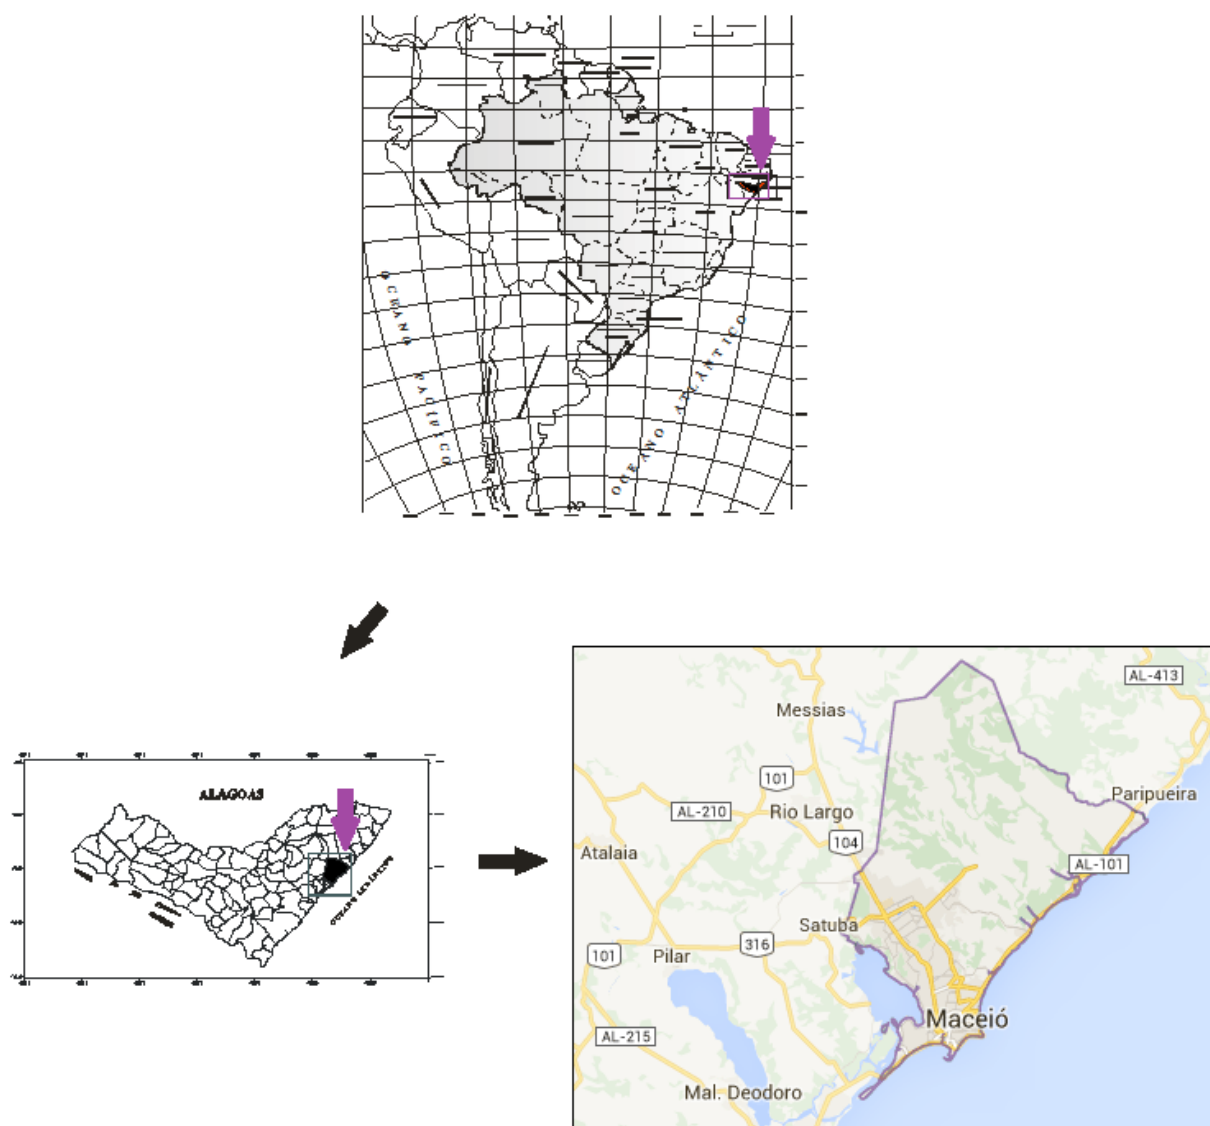 OCEANO PACIFICO
OCEANO ATLÂNTICO
ALAGOAS
AL-413
Messias
101
Paripueira
AL-210
Rio Largo
104
Atalaia
AL-101
Satuba
316
101
Pilar
Maceió
AL-215
Mal. Deodoro